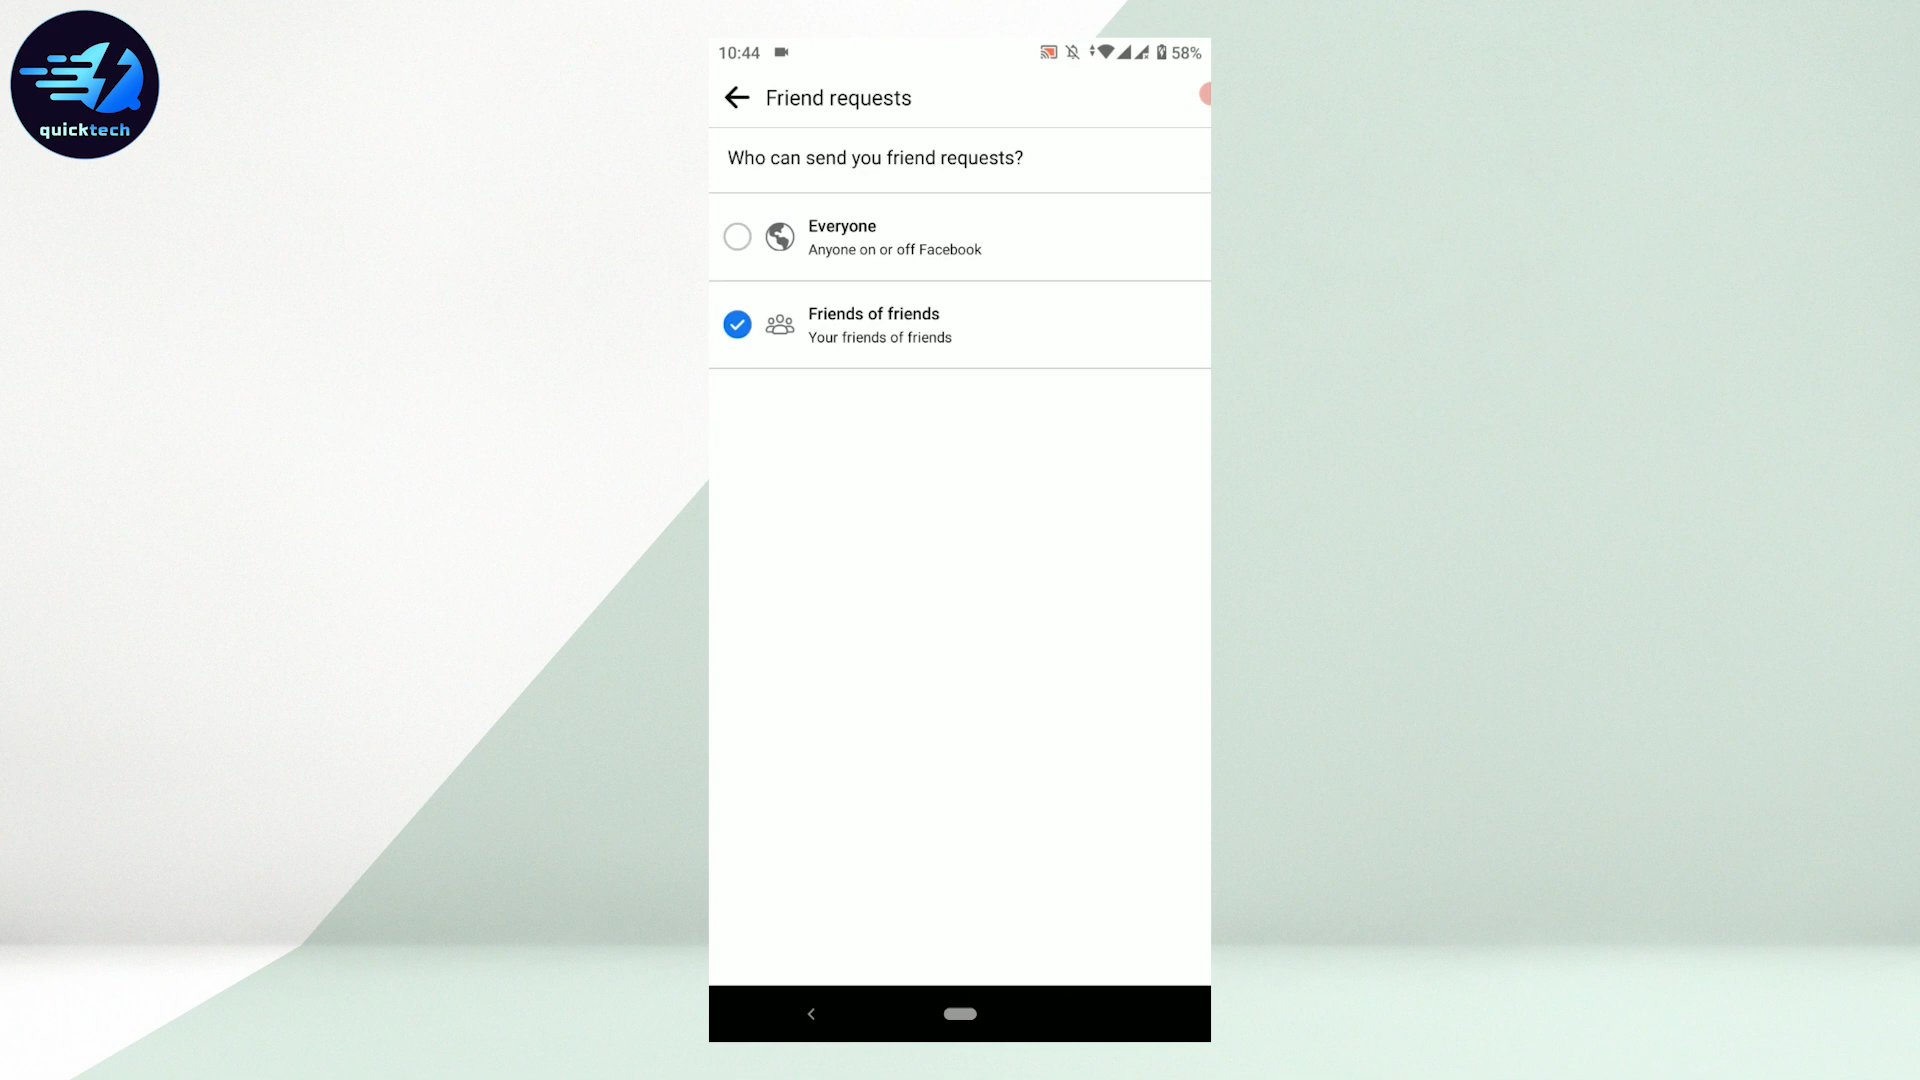 quicktech
10:44
58%
Friend requests
Who can send you friend requests?
Everyone
Anyone on or off Facebook
Friends of friends
Your friends of friends